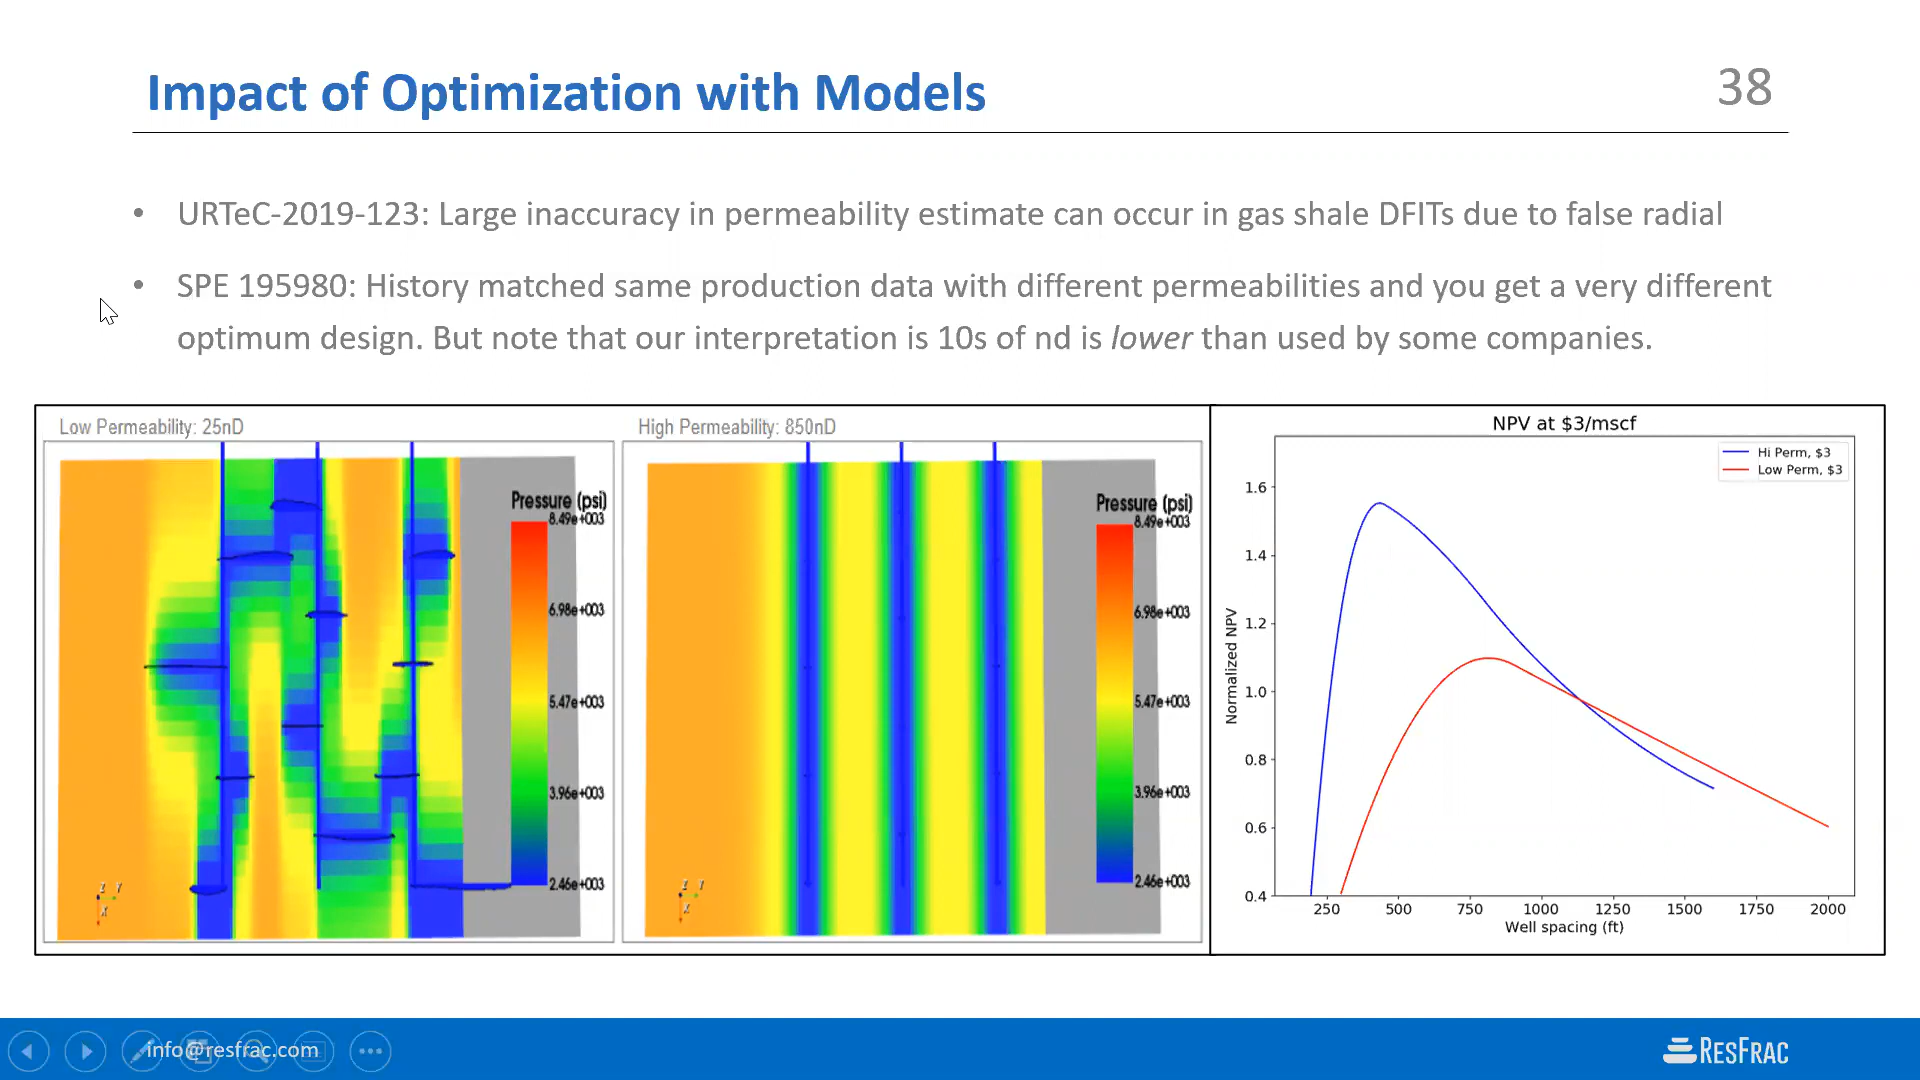 Impact of Optimization with Models
38
• URTeC-2019-123: Large inaccuracy in permeability estimate can occur in gas shale DFITs due to false radial
• SPE 195980: History matched same production data with different permeabilities and you get a very different
optimum design. But note that our interpretation is 10s of nd is lower than used by some companies.
Low Permeability: 25nD
Pressure (psi)
8.49e+003
6.98e+003
5.47e+003
3.96e+003
2.46e+003
Z Y
X
High Permeability: 850nD
Pressure (psi)
8.49e+003
6.98e+003
5.47e+003
3.96e+003
2.46e+003
Z Y
X
NPV at $3/mscf
Hi Perm, $3
Low Perm, $3
Normalized NPV
1.6
1.4
1.2
1.0
0.8
0.6
0.4
250 500 750 1000 1250 1500 1750 2000
Well spacing (ft)
info@resfrac.com
RESFRAC